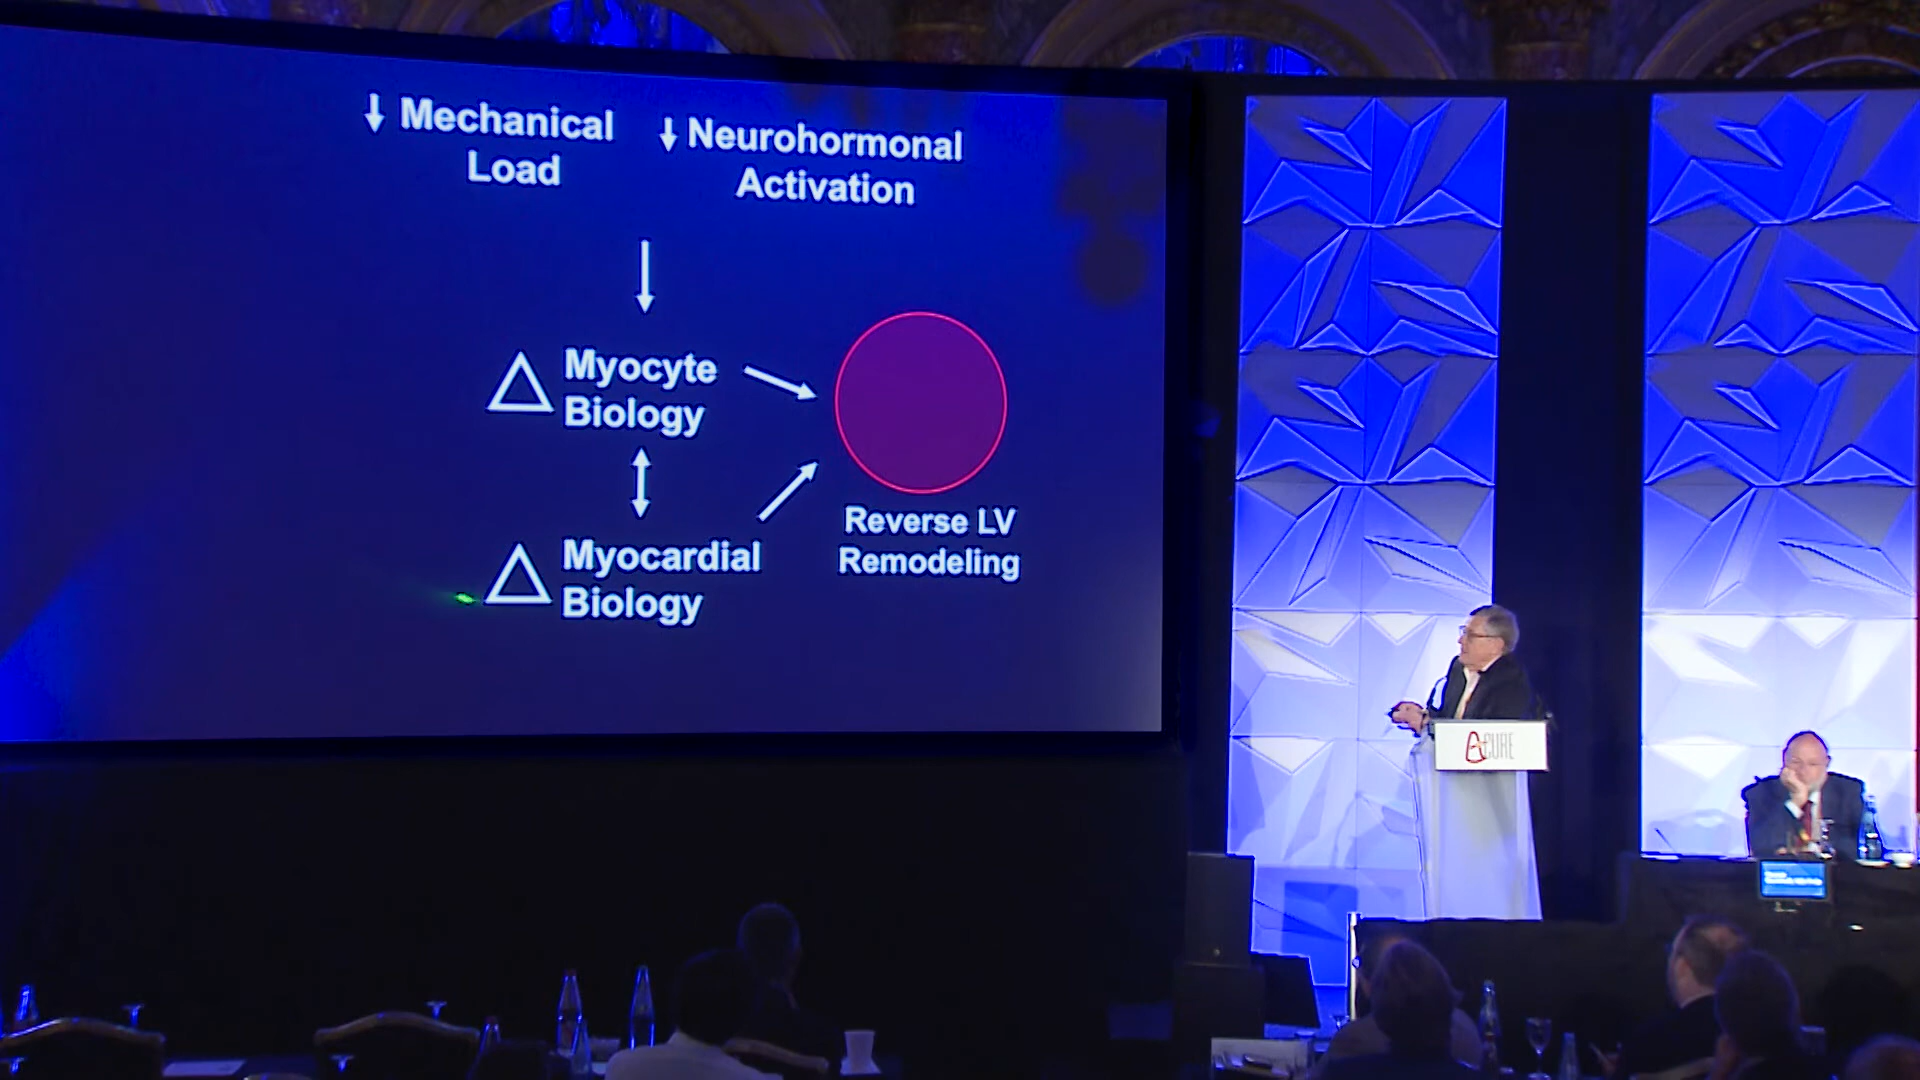 ↓ Mechanical
Load
↓ Neurohormonal
Activation
△ Myocyte
Biology
△ Myocardial
Biology
Reverse LV
Remodeling
A-CURE